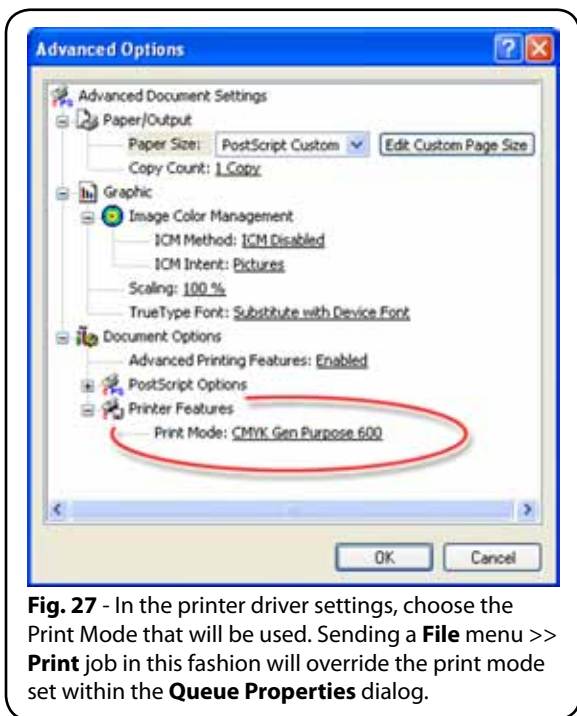 Advanced Options
Advanced Document Settings
Paper/Output
Paper Size: PostScript Custom Edit Custom Page Size
Copy Count: 1 Copy
Graphic
Image Color Management
ICM Method: ICM Disabled
ICM Intent: Pictures
Scaling: 100 %
TrueType Font: Substitute with Device Font
Document Options
Advanced Printing Features: Enabled
PostScript Options
Printer Features
Print Mode: CMYK Gen Purpose 600
OK Cancel
Fig. 27 - In the printer driver settings, choose the
Print Mode that will be used. Sending a File menu >>
Print job in this fashion will override the print mode
set within the Queue Properties dialog.